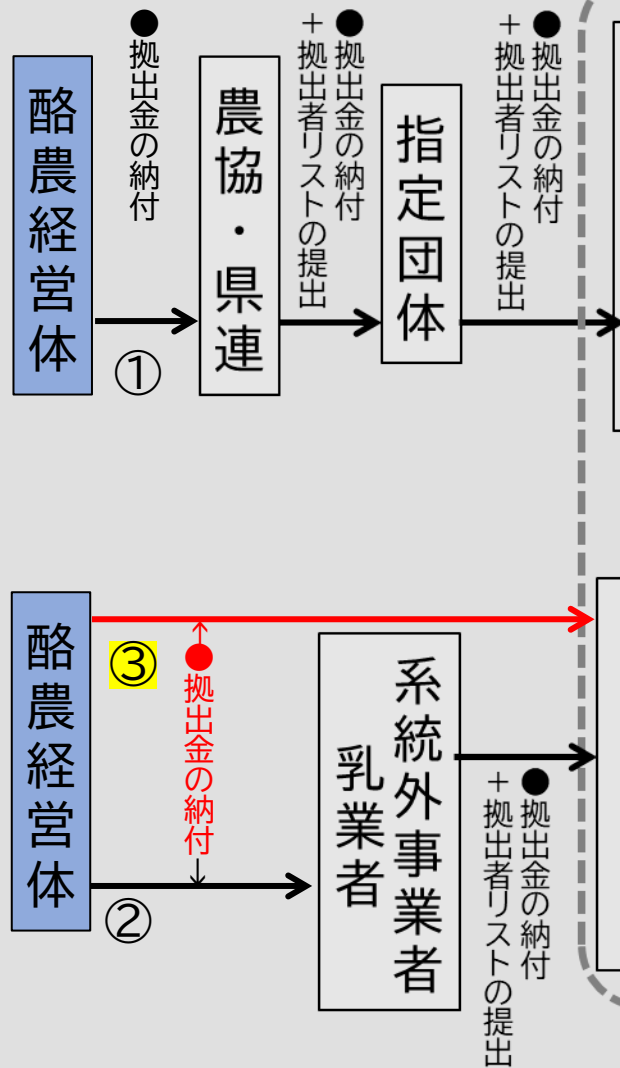 酪農経営体
●拠出金の納付
①
農協・県連
●拠出金の納付
＋拠出者リストの提出
指定団体
●拠出金の納付
＋拠出者リストの提出
酪農経営体
③
←●拠出金の納付→
②
系統外事業者
乳業者
●拠出金の納付
＋拠出者リストの提出